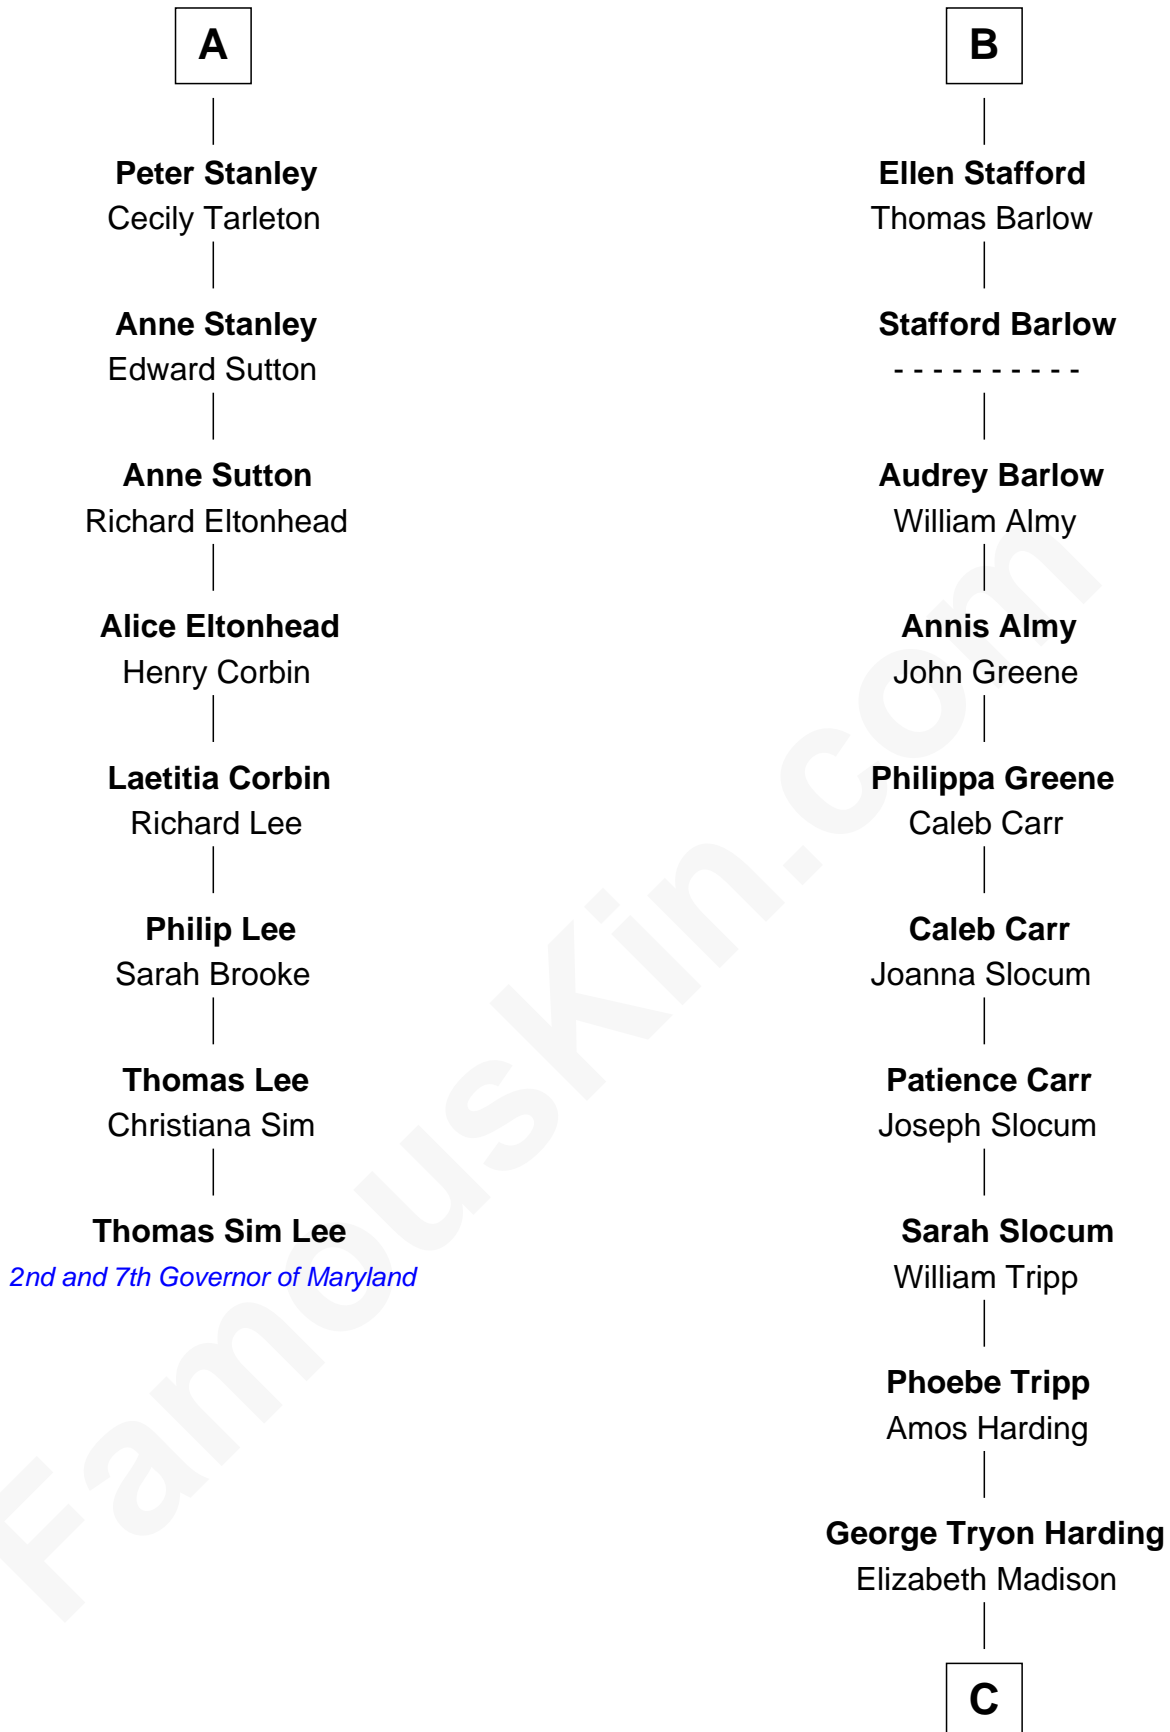 A
Peter Stanley
Cecily Tarleton
Anne Stanley
Edward Sutton
Anne Sutton
Richard Eltonhead
Alice Eltonhead
Henry Corbin
Laetitia Corbin
Richard Lee
Philip Lee
Sarah Brooke
Thomas Lee
Christiana Sim
Thomas Sim Lee
2nd and 7th Governor of Maryland
B
Ellen Stafford
Thomas Barlow
Stafford Barlow
- - - - - - - - - -
Audrey Barlow
William Almy
Annis Almy
John Greene
Philippa Greene
Caleb Carr
Caleb Carr
Joanna Slocum
Patience Carr
Joseph Slocum
Sarah Slocum
William Tripp
Phoebe Tripp
Amos Harding
George Tryon Harding
Elizabeth Madison
C
FamousKin.com